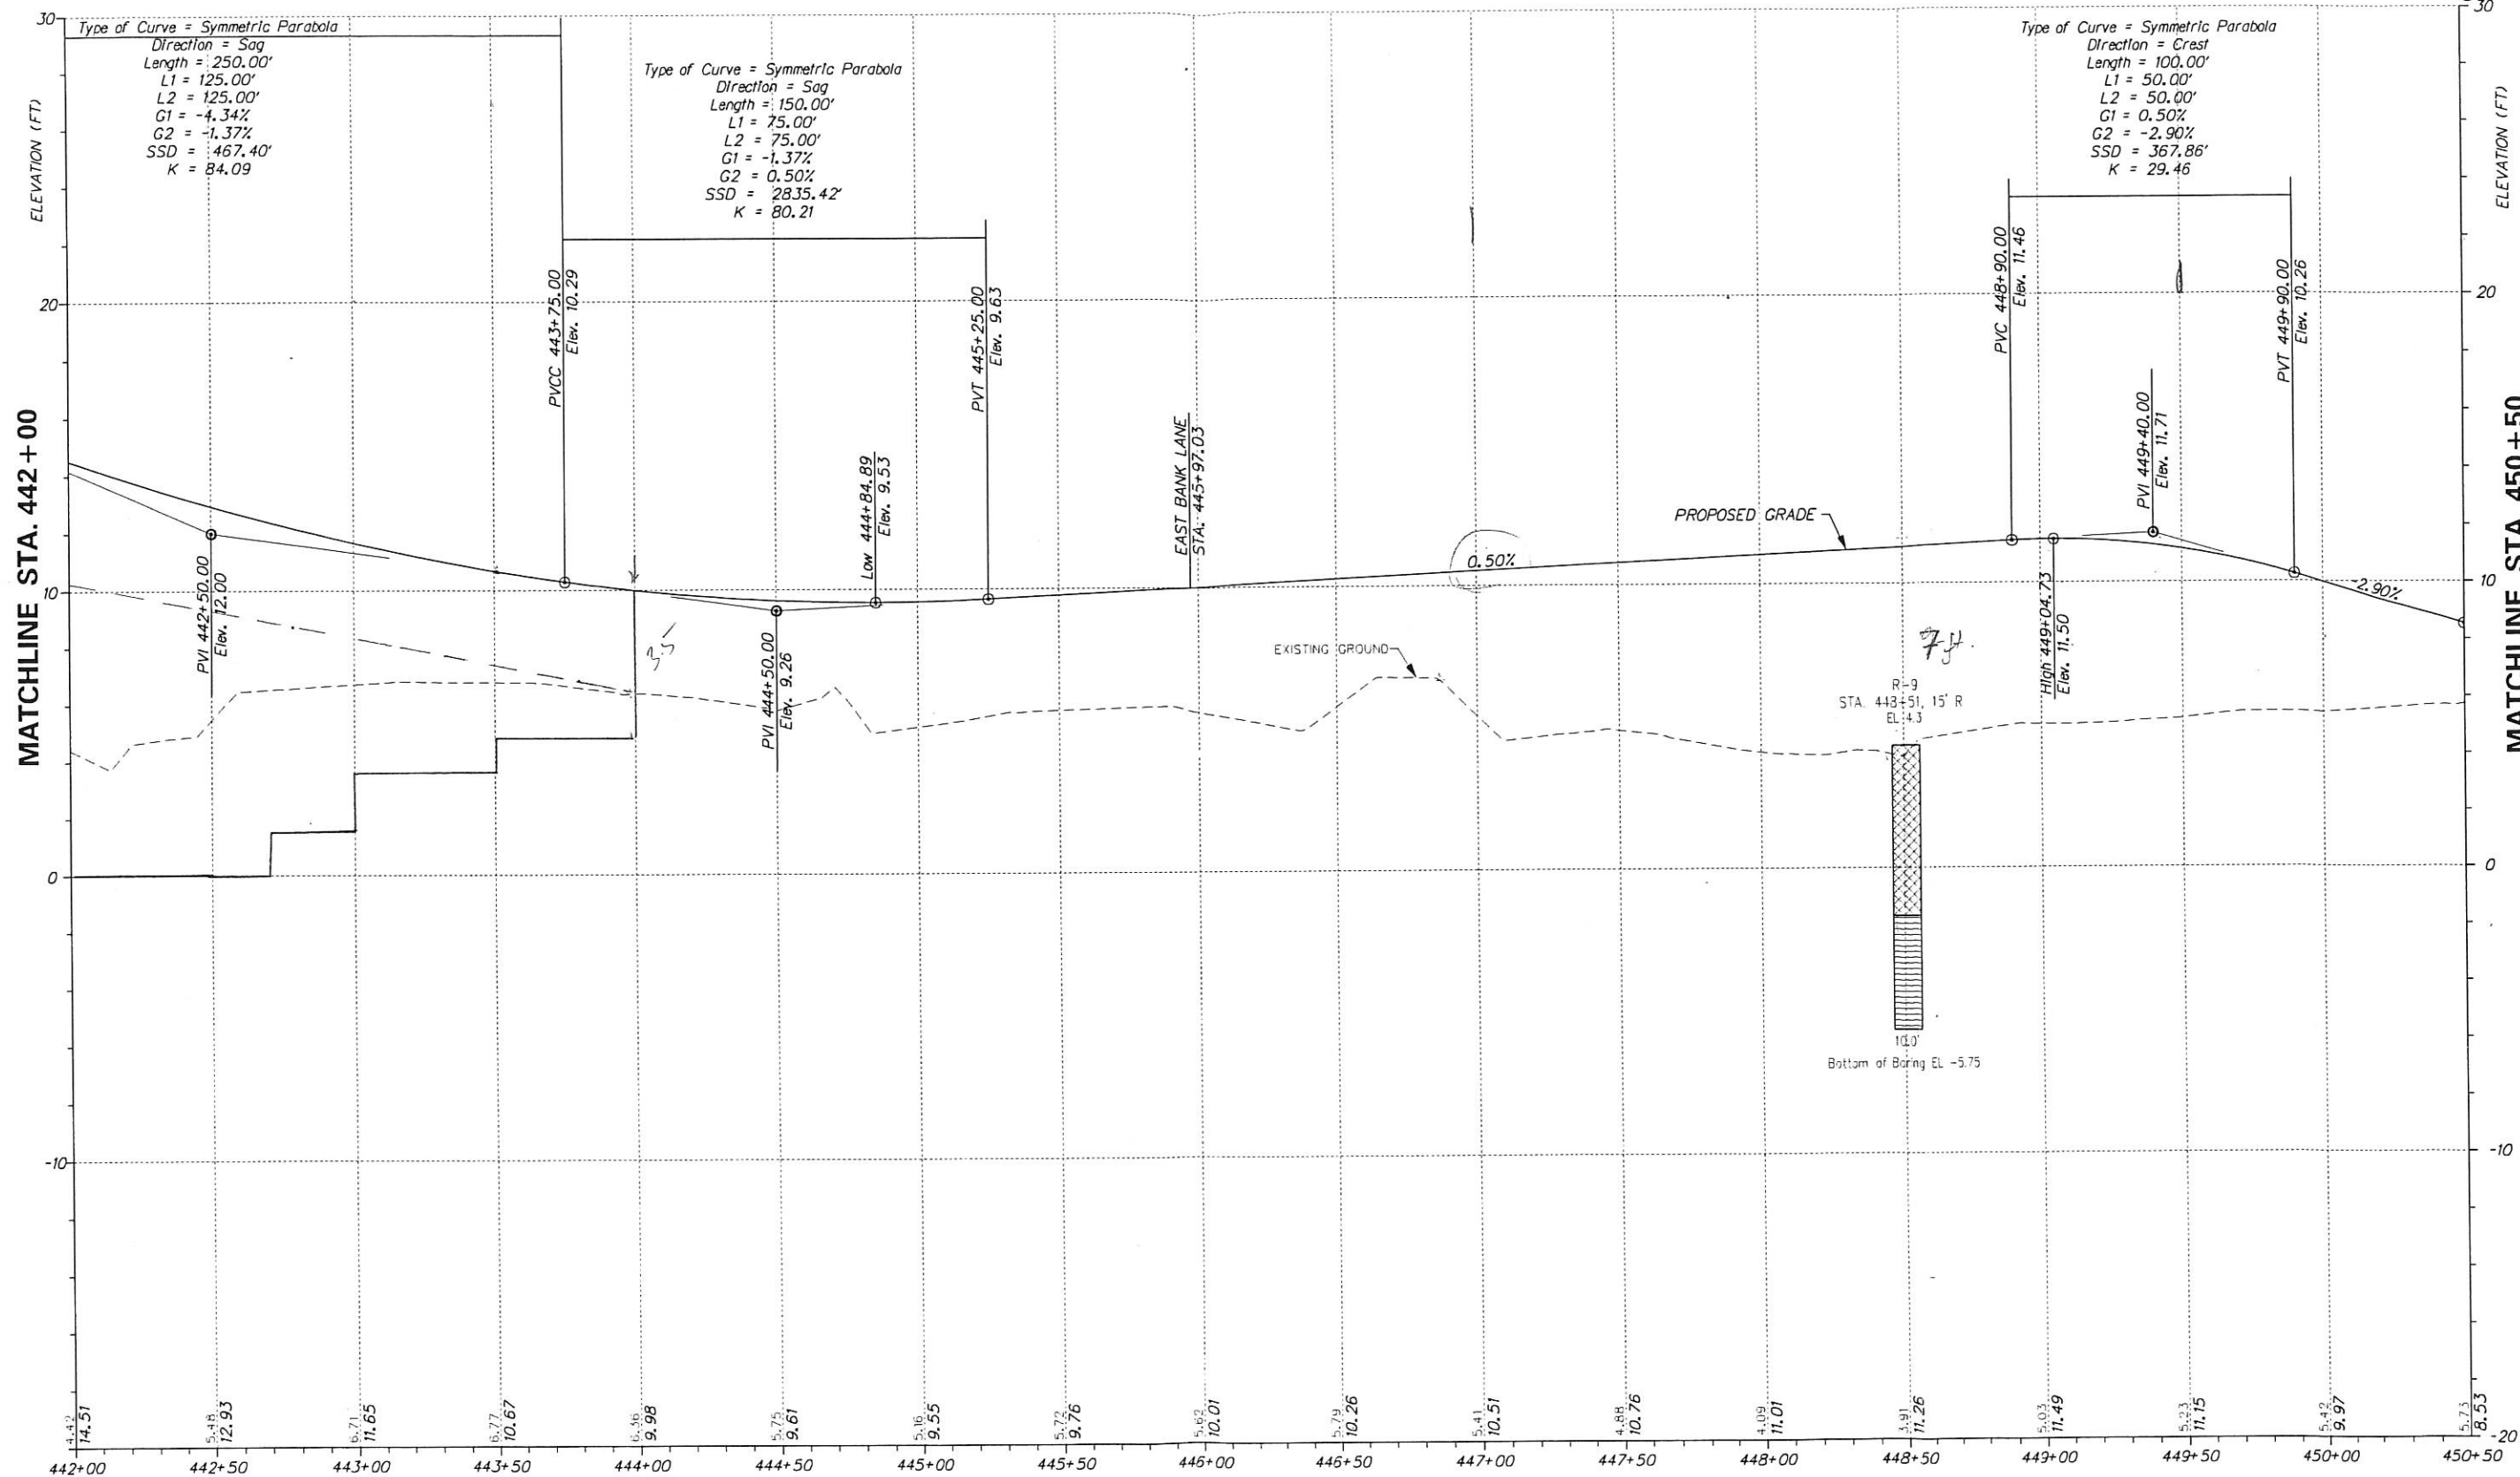 30
Type of Curve = Symmetric Parabola
Direction = Sag
Length = 250.00'
L1 = 125.00'
L2 = 125.00'
G1 = -4.34%
G2 = -1.37%
SSD = 467.40'
K = 84.09
Type of Curve = Symmetric Parabola
Direction = Sag
Length = 150.00'
L1 = 75.00'
L2 = 75.00'
G1 = -1.37%
G2 = 0.50%
SSD = 2835.42'
K = 80.21
30
Type of Curve = Symmetric Parabola
Direction = Crest
Length = 100.00'
L1 = 50.00'
L2 = 50.00'
G1 = 0.50%
G2 = -2.90%
SSD = 367.86'
K = 29.46
ELEVATION (FT)
ELEVATION (FT)
MATCHLINE STA. 442+00
MATCHLINE STA. 450+50
20
20
10
10
0
0
-10
-10
-20
PVI 442+50.00
Elev. 12.00
PVCC 443+75.00
Elev. 10.29
PVI 444+50.00
Elev. 9.26
Low 444+84.89
Elev. 9.53
PVT 445+25.00
Elev. 9.63
EAST BANK LANE
STA. 445+97.03
0.50%
PROPOSED GRADE
EXISTING GROUND
PVC 448+90.00
Elev. 11.46
High 449+04.73
Elev. 11.50
PVI 449+40.00
Elev. 11.71
PVT 449+90.00
Elev. 10.26
-2.90%
7 ft.
R-9
STA. 448+51, 15' R
EL 4.3
10.0'
Bottom of Boring EL -5.75
4.42
14.51
5.48
12.93
6.71
11.65
6.77
10.67
6.36
9.98
5.75
9.61
5.16
9.55
5.72
9.76
5.62
10.01
5.79
10.26
5.41
10.51
4.88
10.76
4.09
11.01
3.91
11.26
5.03
11.49
5.23
11.15
5.42
9.97
5.73
8.53
442+00
442+50
443+00
443+50
444+00
444+50
445+00
445+50
446+00
446+50
447+00
447+50
448+00
448+50
449+00
449+50
450+00
450+50